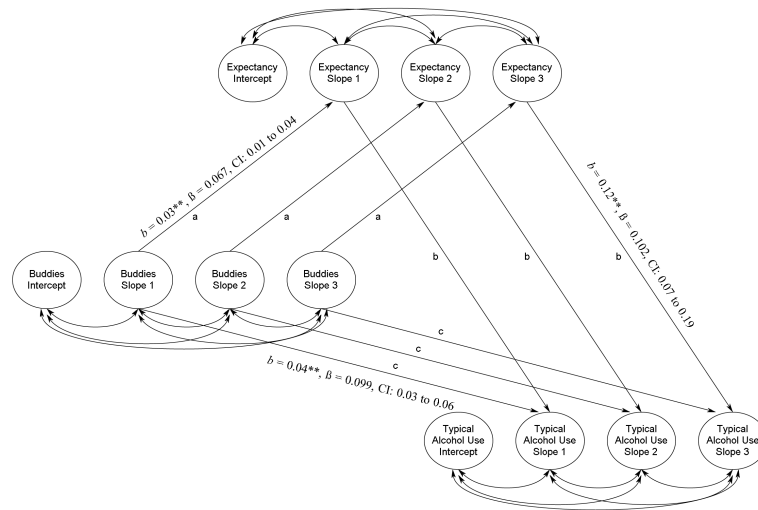 Expectancy
Intercept
Expectancy
Slope 1
Expectancy
Slope 2
Expectancy
Slope 3
b = 0.03**, ß = 0.067, CI: 0.01 to 0.04
a
a
a
b = 0.12**, ß = 0.102, CI: 0.07 to 0.19
b
b
b
Buddies
Intercept
Buddies
Slope 1
Buddies
Slope 2
Buddies
Slope 3
c
c
c
b = 0.04**, ß = 0.099, CI: 0.03 to 0.06
Typical
Alcohol Use
Intercept
Typical
Alcohol Use
Slope 1
Typical
Alcohol Use
Slope 2
Typical
Alcohol Use
Slope 3